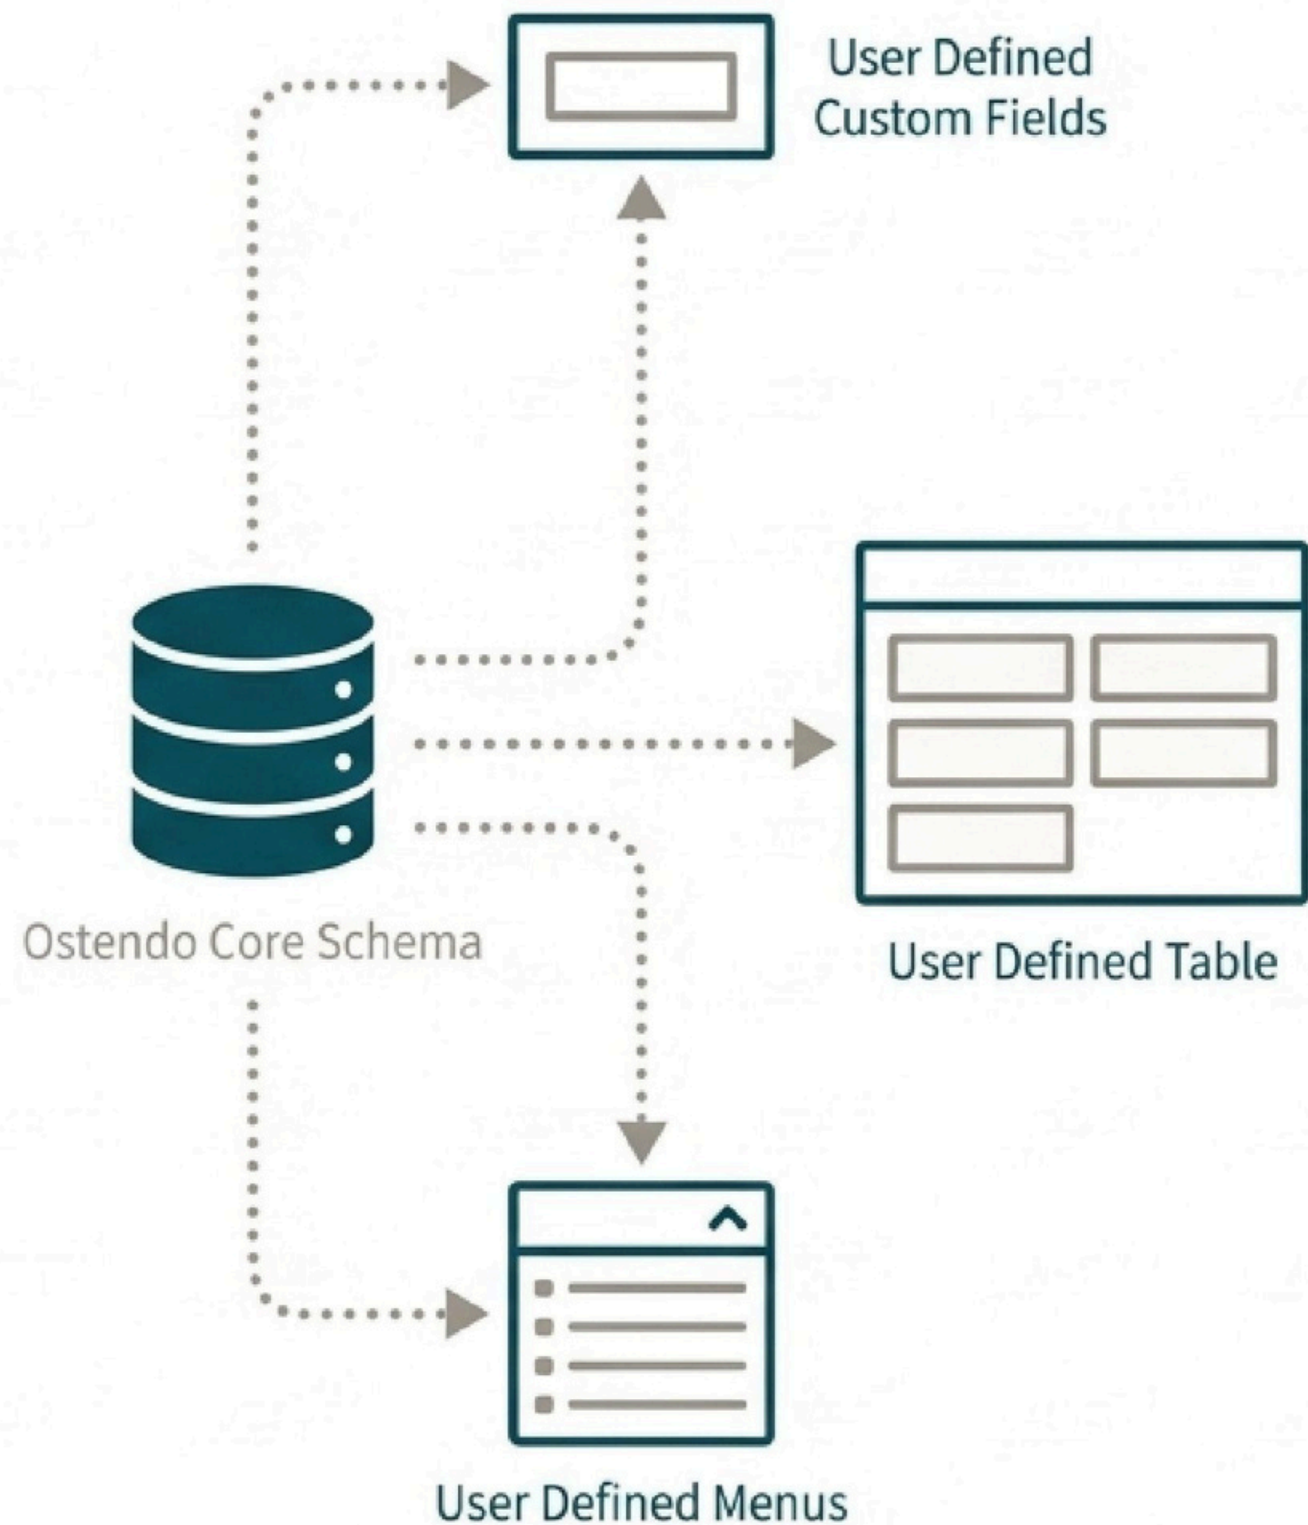 User Defined
Custom Fields
Ostendo Core Schema
User Defined Table
User Defined Menus